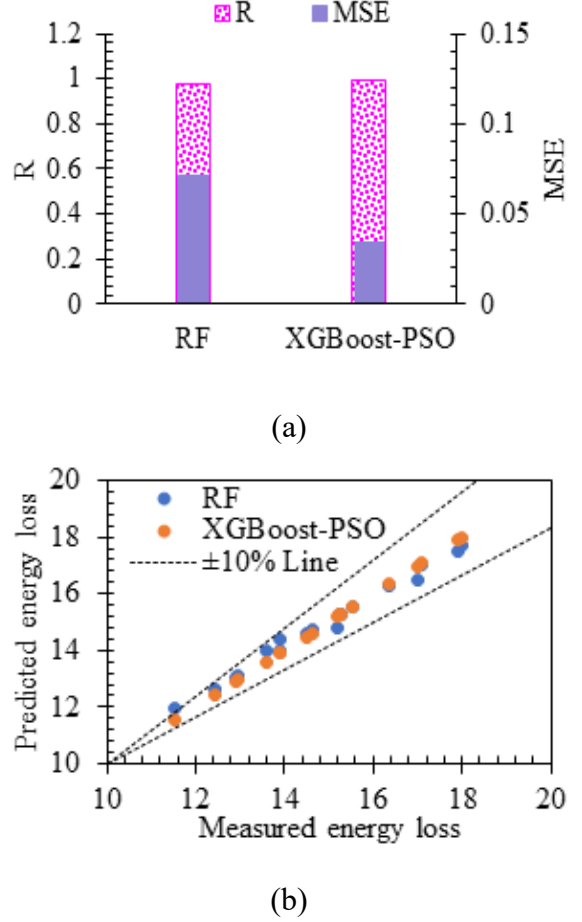 R MSE
1.2 0.15
1
0.8 0.1
0.6
0.4 0.05
0.2
0 0
R
MSE
RF XGBoost-PSO
(a)
20
18
16
14
12
10
Predicted energy loss
RF
XGBoost-PSO
±10% Line
10 12 14 16 18 20
Measured energy loss
(b)